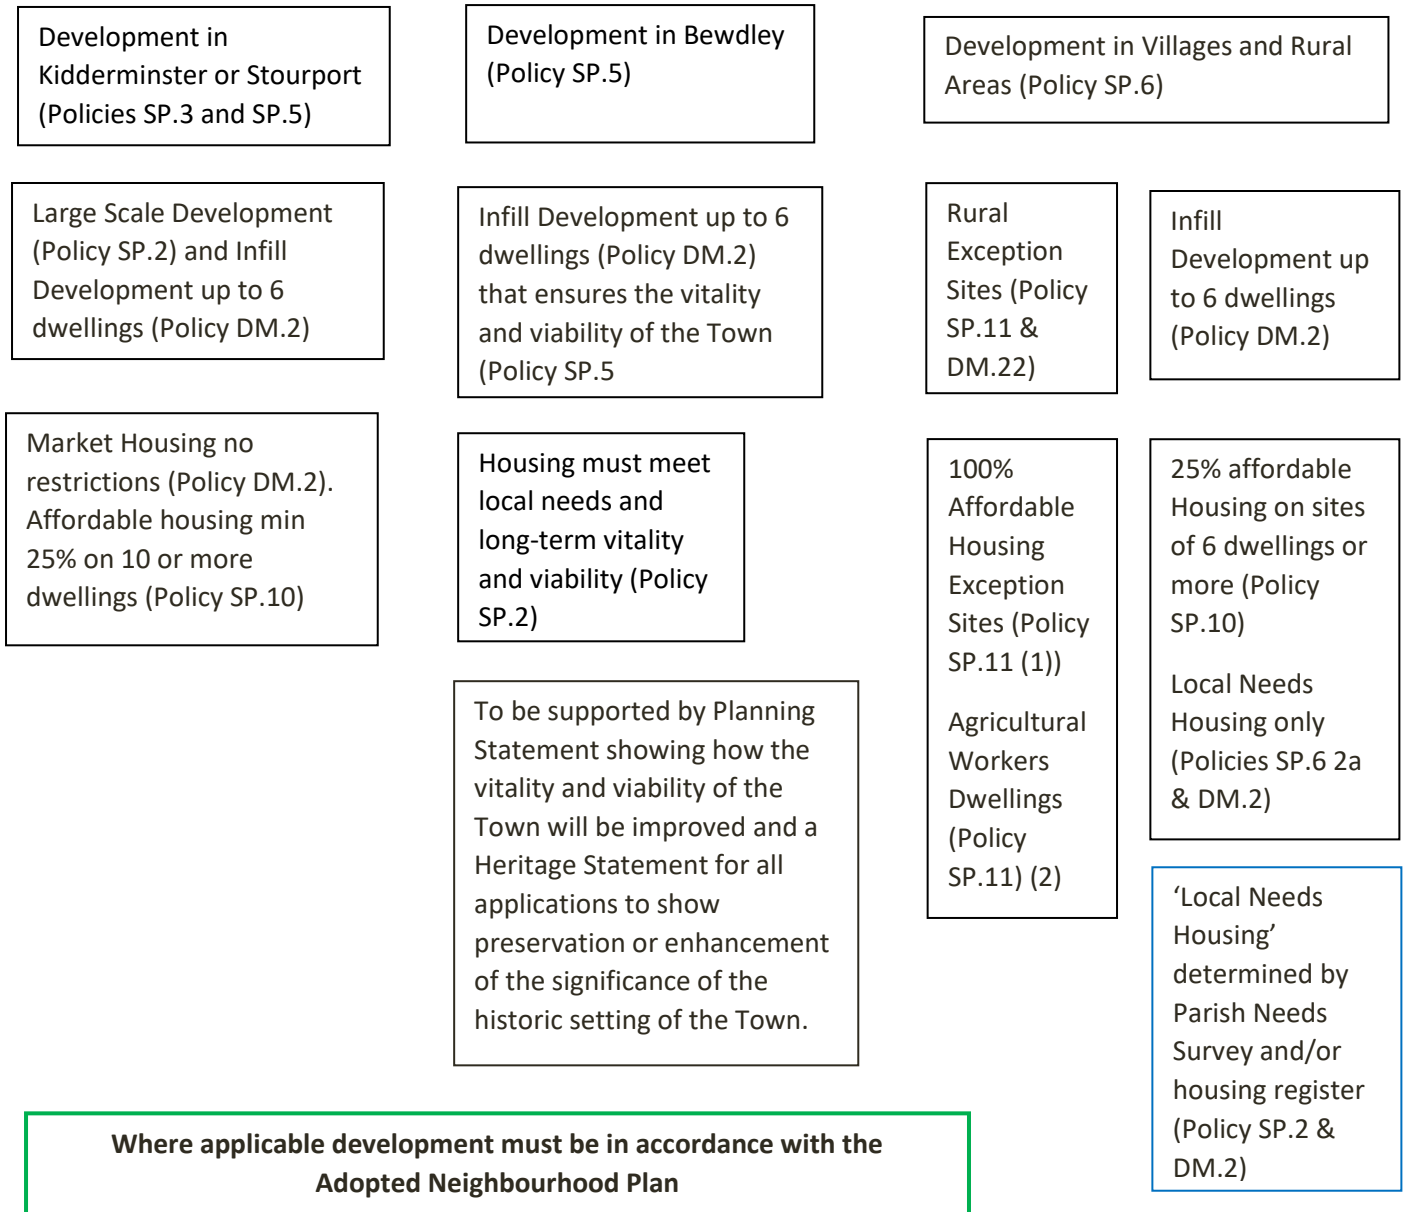 Development in
Kidderminster or Stourport
(Policies SP.3 and SP.5)
Development in Bewdley
(Policy SP.5)
Development in Villages and Rural
Areas (Policy SP.6)
Large Scale Development
(Policy SP.2) and Infill
Development up to 6
dwellings (Policy DM.2)
Infill Development up to 6
dwellings (Policy DM.2)
that ensures the vitality
and viability of the Town
(Policy SP.5
Rural
Exception
Sites (Policy
SP.11 &
DM.22)
Infill
Development up
to 6 dwellings
(Policy DM.2)
Market Housing no
restrictions (Policy DM.2).
Affordable housing min
25% on 10 or more
dwellings (Policy SP.10)
Housing must meet
local needs and
long-term vitality
and viability (Policy
SP.2)
100%
Affordable
Housing
Exception
Sites (Policy
SP.11 (1))
Agricultural
Workers
Dwellings
(Policy
SP.11) (2)
25% affordable
Housing on sites
of 6 dwellings or
more (Policy
SP.10)
Local Needs
Housing only
(Policies SP.6 2a
& DM.2)
To be supported by Planning
Statement showing how the
vitality and viability of the
Town will be improved and a
Heritage Statement for all
applications to show
preservation or enhancement
of the significance of the
historic setting of the Town.
‘Local Needs
Housing’
determined by
Parish Needs
Survey and/or
housing register
(Policy SP.2 &
DM.2)
Where applicable development must be in accordance with the
Adopted Neighbourhood Plan